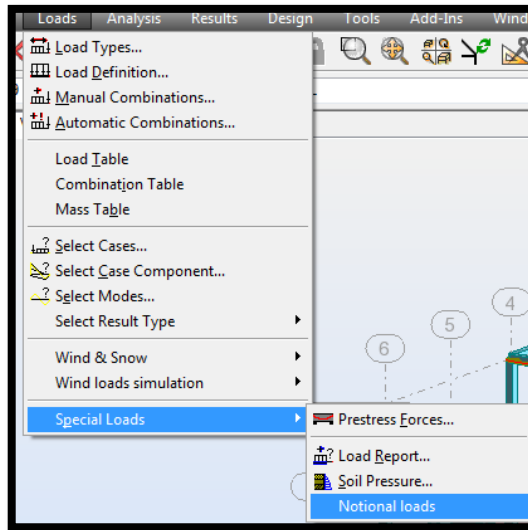 Loads Analysis Results Design Tools Add-Ins Wind
Load Types...
Load Definition...
Manual Combinations...
Automatic Combinations...
Load Table
Combination Table
Mass Table
Select Cases...
Select Case Component...
Select Modes...
Select Result Type
Wind & Snow
Wind loads simulation
Special Loads
Prestress Forces...
Load Report...
Soil Pressure...
Notional loads
4
5
6